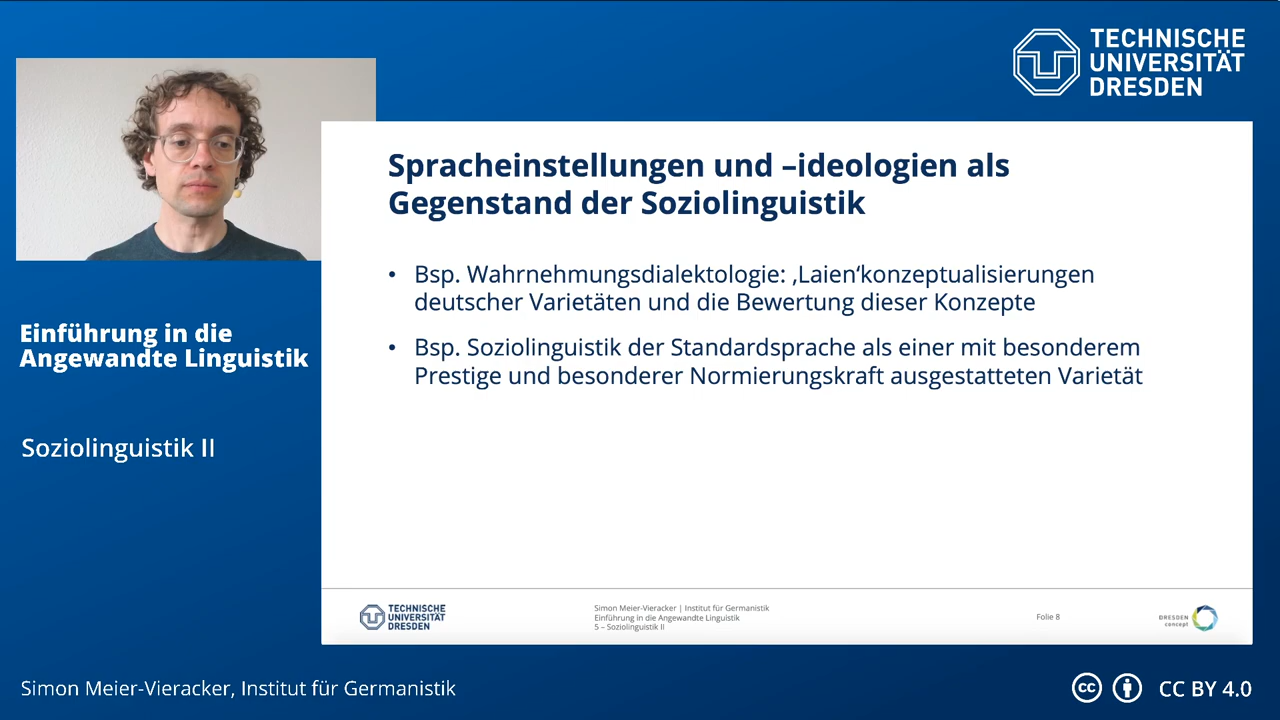 TECHNISCHE
UNIVERSITÄT
DRESDEN
Spracheinstellungen und –ideologien als
Gegenstand der Soziolinguistik
• Bsp. Wahrnehmungsdialektologie: ‚Laien‘konzeptualisierungen
deutscher Varietäten und die Bewertung dieser Konzepte
• Bsp. Soziolinguistik der Standardsprache als einer mit besonderem
Prestige und besonderer Normierungskraft ausgestatteten Varietät
Einführung in die
Angewandte Linguistik
Soziolinguistik II
TECHNISCHE
UNIVERSITÄT
DRESDEN
Simon Meier-Vieracker | Institut für Germanistik
Einführung in die Angewandte Linguistik
5 – Soziolinguistik II
Folie 8
DRESDEN
concept
Simon Meier-Vieracker, Institut für Germanistik
cc
CC BY 4.0